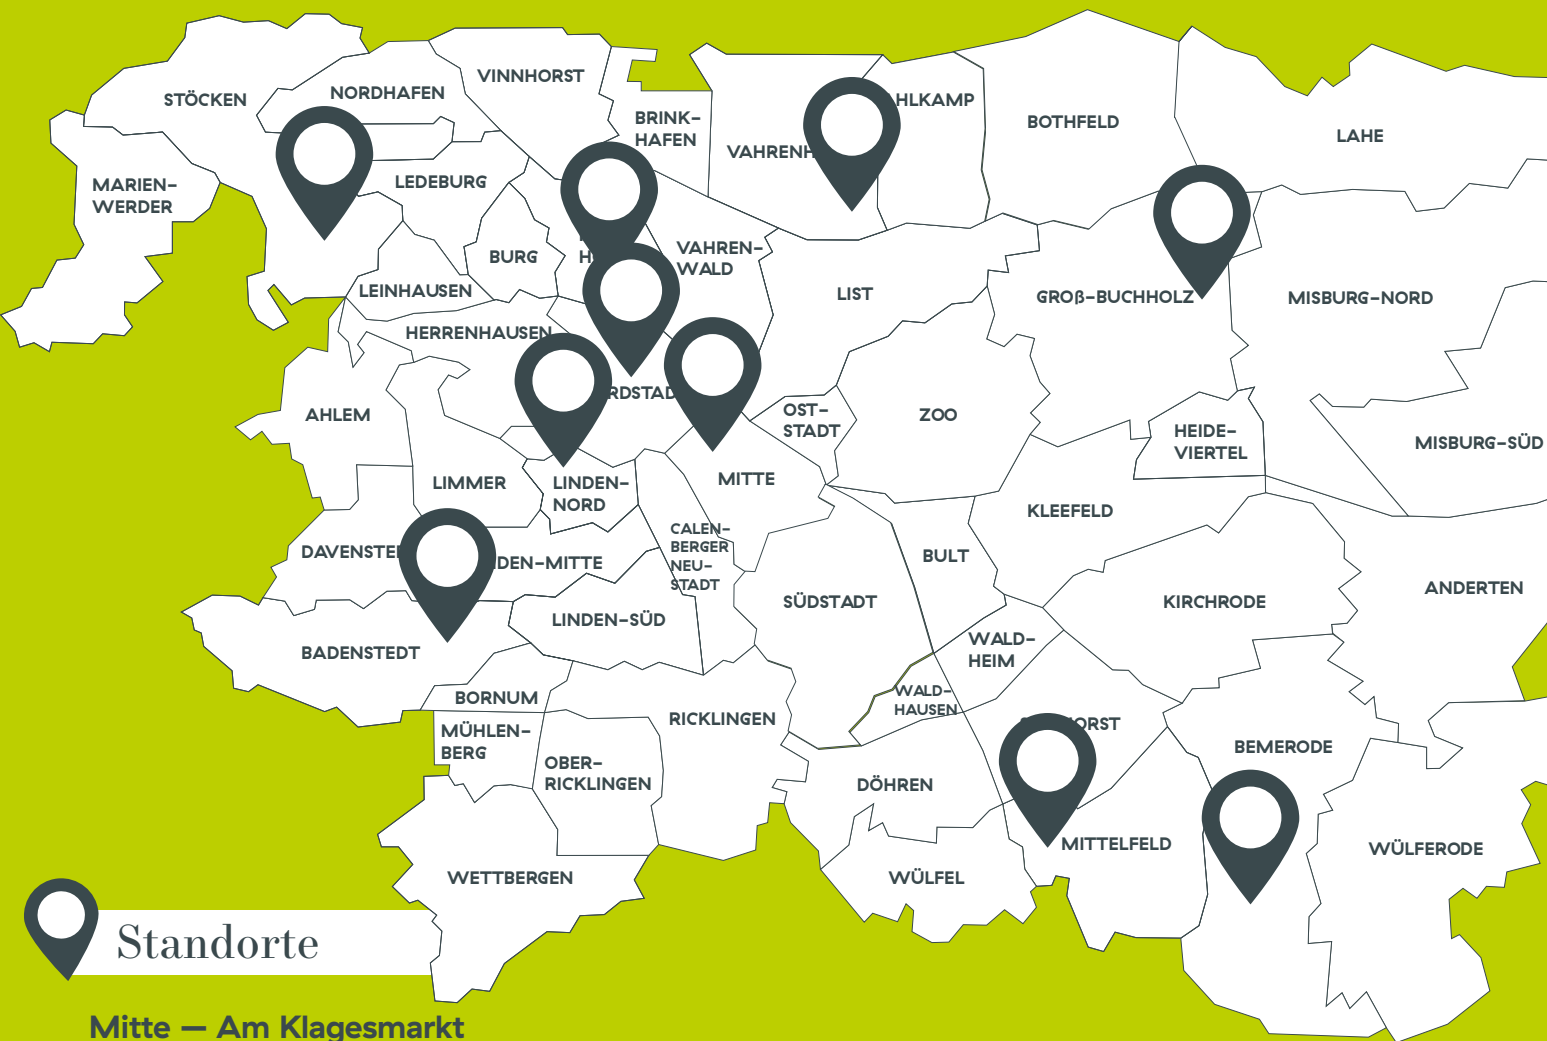 STÖCKEN
NORDHAFEN
VINNHORST
BRINK-
HAFEN
VAHRENH
HLKAMP
BOTHFELD
LAHE
MARIEN-
WERDER
LEDEBURG
BURG
H
VAHREN-
WALD
LEINHAUSEN
LIST
GROß-BUCHHOLZ
MISBURG-NORD
HERRENHAUSEN
RDSTAD
AHLEM
OST-
STADT
ZOO
HEIDE-
VIERTEL
MISBURG-SÜD
LIMMER
LINDEN-
NORD
MITTE
KLEEFELD
CALEN-
BERGER
NEU-
STADT
DAVENSTE
DEN-MITTE
BULT
ANDERTEN
LINDEN-SÜD
SÜDSTADT
KIRCHRODE
BADENSTEDT
WALD-
HEIM
BORNUM
WALD-
HAUSEN
RICKLINGEN
ORST
MÜHLEN-
BERG
BEMERODE
OBER-
RICKLINGEN
DÖHREN
MITTELFELD
WÜLFERODE
WETTBERGEN
WÜLFEL
Standorte
Mitte — Am Klagesmarkt